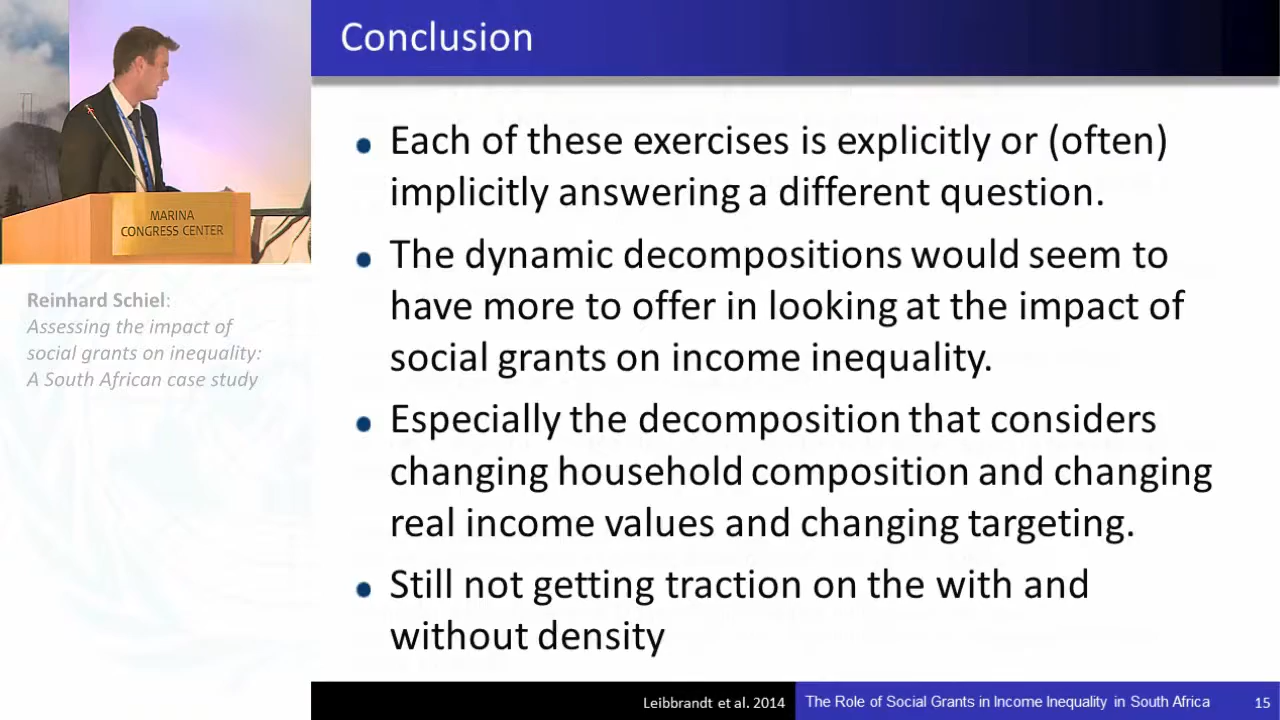 Conclusion
MARINA
CONGRESS CENTER
Reinhard Schiel:
Assessing the impact of
social grants on inequality:
A South African case study
• Each of these exercises is explicitly or (often)
implicitly answering a different question.
• The dynamic decompositions would seem to
have more to offer in looking at the impact of
social grants on income inequality.
• Especially the decomposition that considers
changing household composition and changing
real income values and changing targeting.
• Still not getting traction on the with and
without density
Leibbrandt et al. 2014 The Role of Social Grants in Income Inequality in South Africa 15